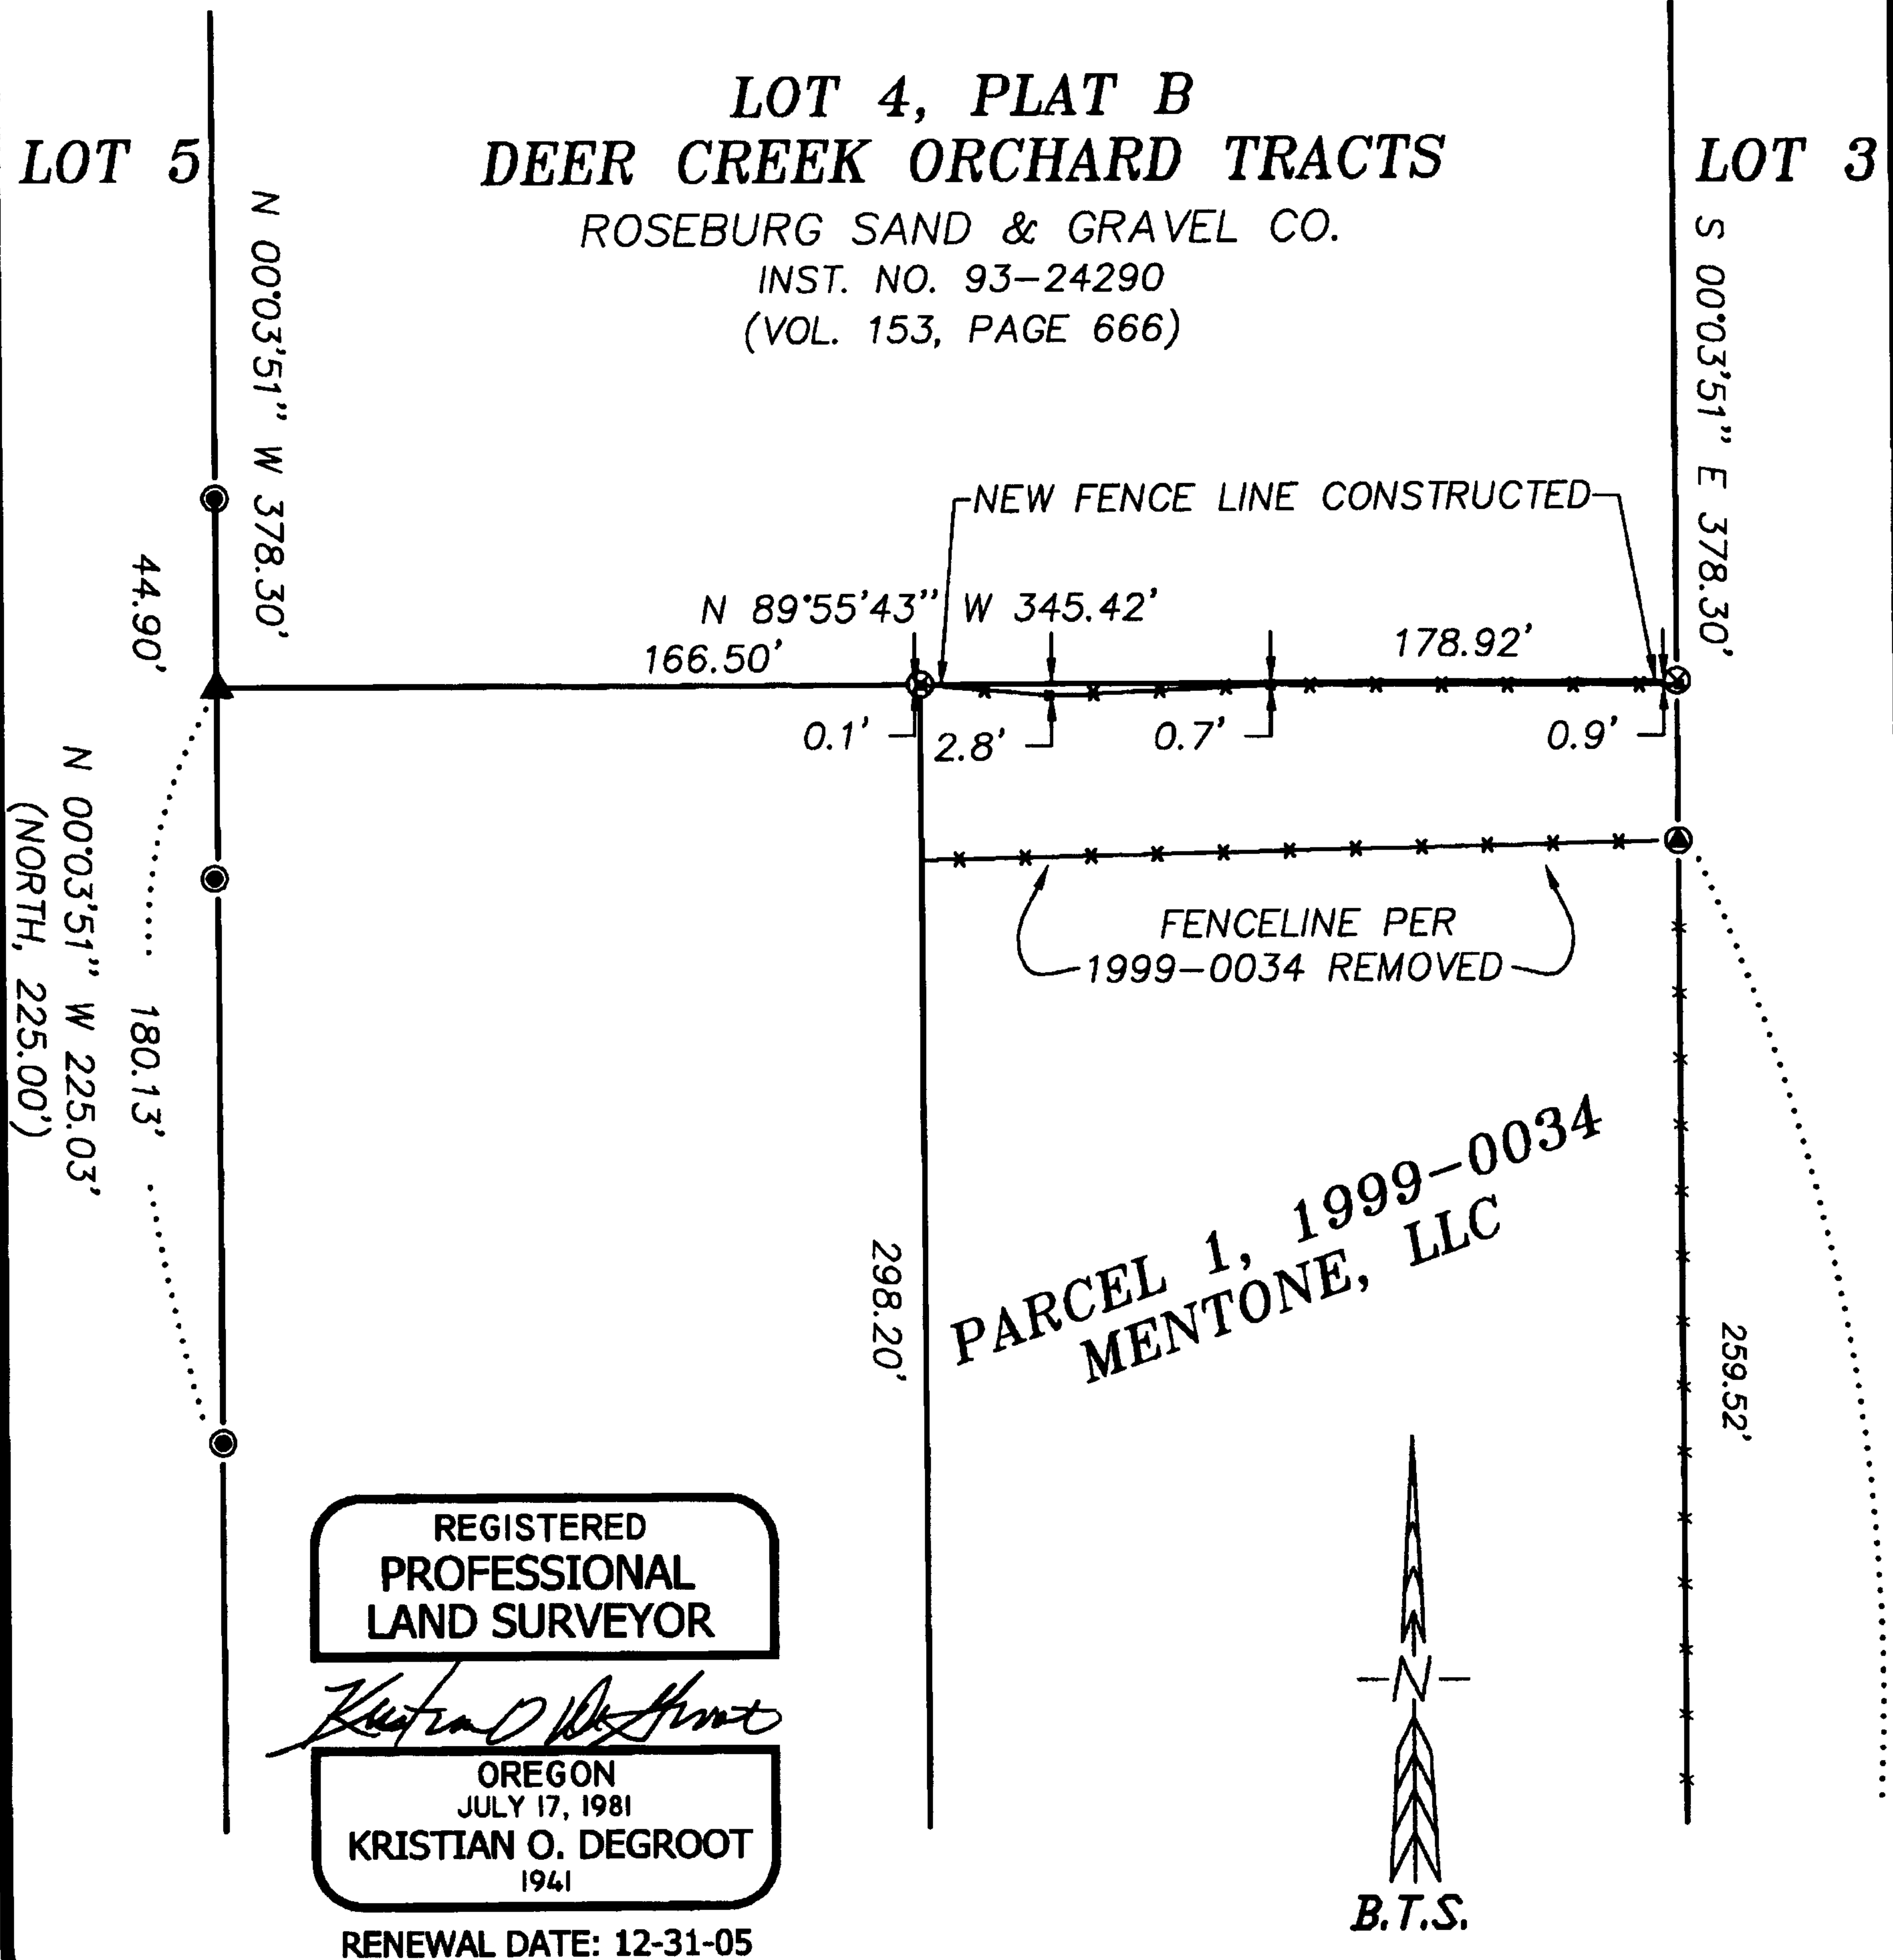 LOT 4, PLAT B
DEER CREEK ORCHARD TRACTS
LOT 5
LOT 3
ROSEBURG SAND & GRAVEL CO.
INST. NO. 93-24290
(VOL. 153, PAGE 666)
N 00°03'51" W 378.30'
S 00°03'51" E 378.30'
NEW FENCE LINE CONSTRUCTED
44.90'
N 89°55'43" W 345.42'
166.50'
178.92'
0.1'
2.8'
0.7'
0.9'
N 00°03'51" W 225.03'
(NORTH, 225.00')
180.13'
FENCELINE PER
1999-0034 REMOVED
298.20'
PARCEL 1, 1999-0034
MENTONE, LLC
259.52'
REGISTERED
PROFESSIONAL
LAND SURVEYOR
Kristian O DeGroot
OREGON
JULY 17, 1981
KRISTIAN O. DEGROOT
1941
RENEWAL DATE: 12-31-05
N
B.T.S.